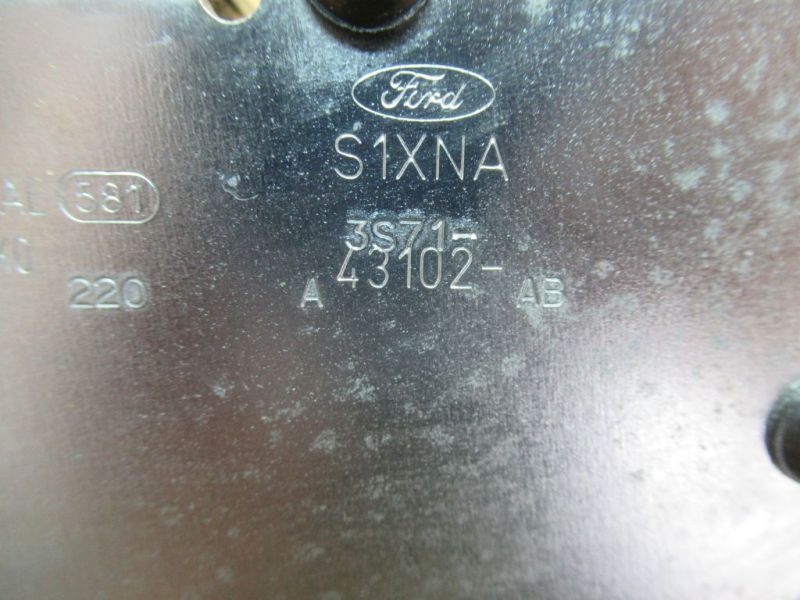 Ford
S1XNA
581
3S71-
220
A 43102- AB